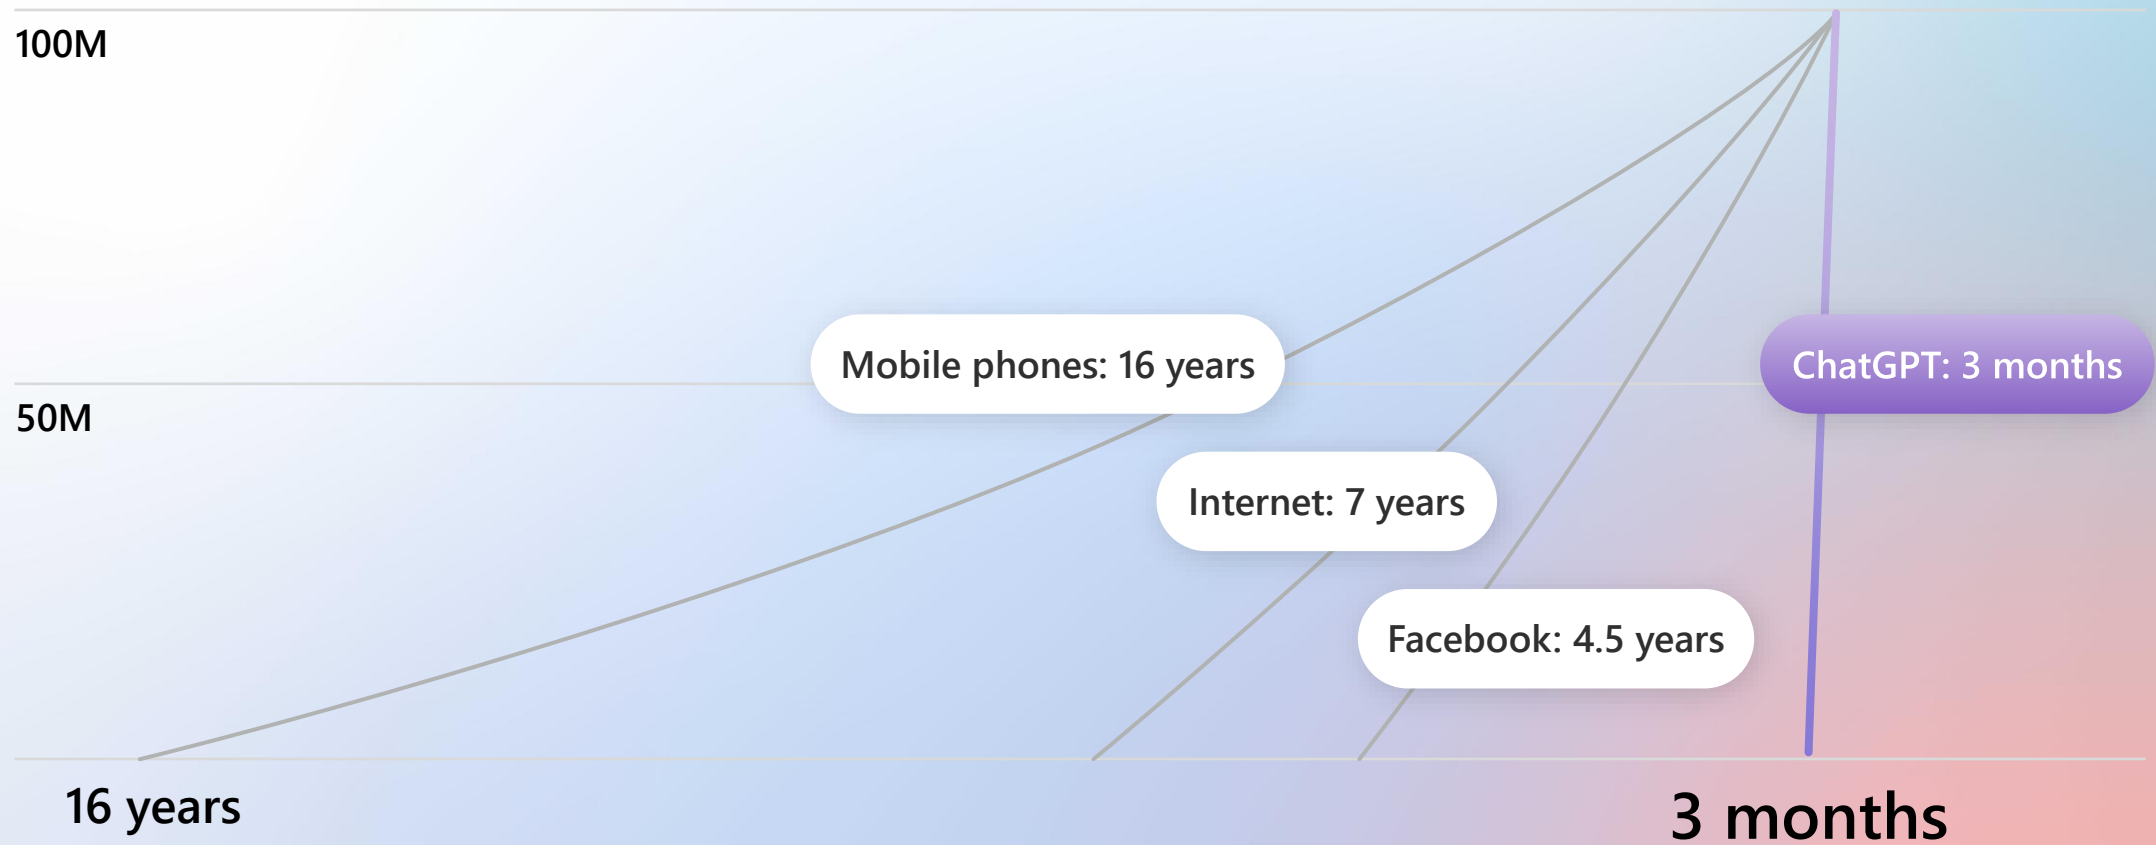 100M
Mobile phones: 16 years
ChatGPT: 3 months
50M
Internet: 7 years
Facebook: 4.5 years
16 years
3 months